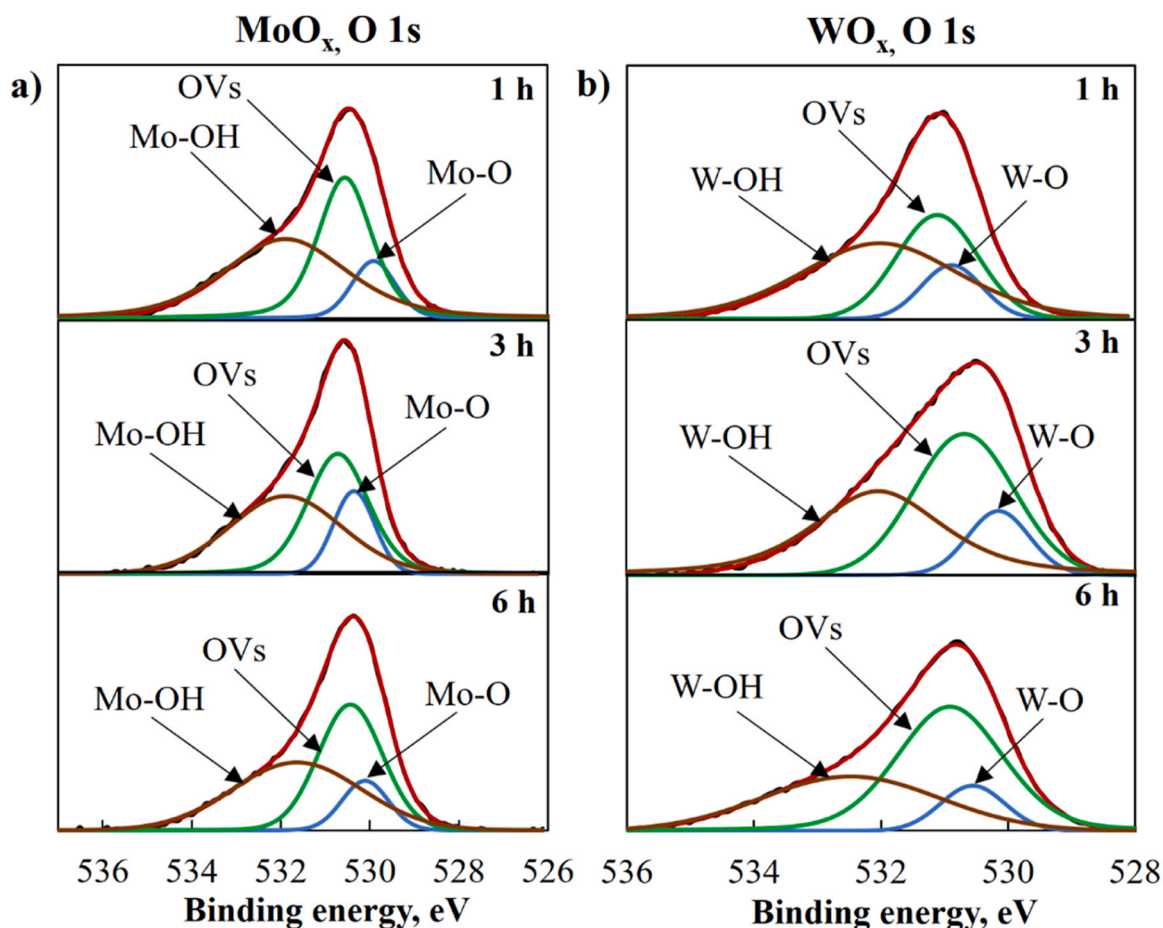 MoOx, O 1s
a)
1 h
OVs
Mo-OH
Mo-O
3 h
OVs
Mo-O
Mo-OH
6 h
OVs
Mo-OH
Mo-O
536 534 532 530 528 526
Binding energy, eV
WOx, O 1s
b)
1 h
OVs
W-OH
W-O
3 h
OVs
W-OH
W-O
6 h
OVs
W-OH
W-O
536 534 532 530 528
Binding energy, eV